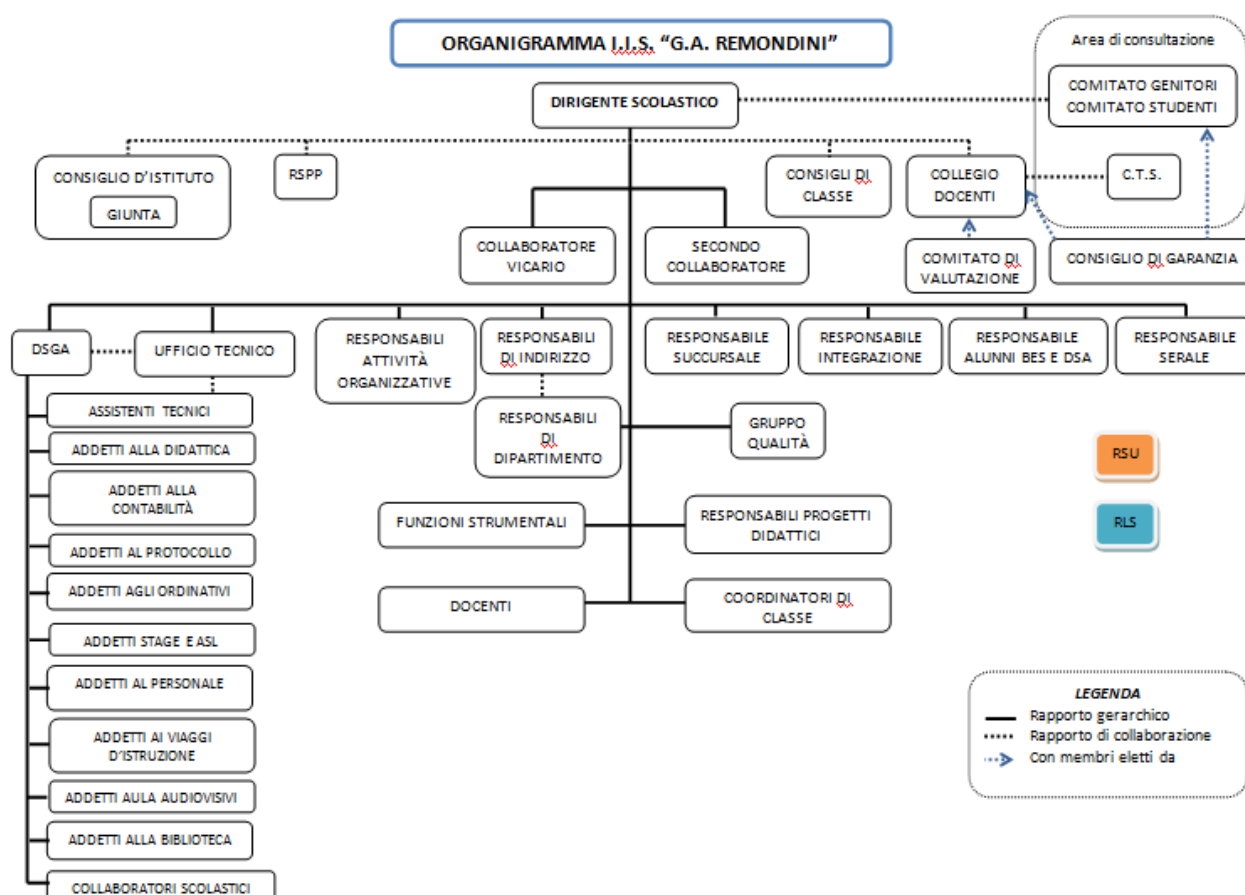 ORGANIGRAMMA I.I.S. “G.A. REMONDINI”
Area di consultazione
COMITATO GENITORI
COMITATO STUDENTI
DIRIGENTE SCOLASTICO
CONSIGLIO D’ISTITUTO
GIUNTA
RSPP
CONSIGLI DI
CLASSE
COLLEGIO
DOCENTI
C.T.S.
COLLABORATORE
VICARIO
SECONDO
COLLABORATORE
COMITATO DI
VALUTAZIONE
CONSIGLIO DI GARANZIA
DSGA
UFFICIO TECNICO
RESPONSABILI
ATTIVITÀ
ORGANIZZATIVE
RESPONSABILI
DI INDIRIZZO
RESPONSABILE
SUCCURSALE
RESPONSABILE
INTEGRAZIONE
RESPONSABILE
ALUNNI BES E DSA
RESPONSABILE
SERALE
ASSISTENTI TECNICI
ADDETTI ALLA DIDATTICA
ADDETTI ALLA
CONTABILITÀ
ADDETTI AL PROTOCOLLO
ADDETTI AGLI ORDINATIVI
ADDETTI STAGE E ASL
ADDETTI AL PERSONALE
ADDETTI AI VIAGGI
D’ISTRUZIONE
ADDETTI AULA AUDIOVISIVI
ADDETTI ALLA BIBLIOTECA
COLLABORATORI SCOLASTICI
RESPONSABILI
DI
DIPARTIMENTO
GRUPPO
QUALITÀ
FUNZIONI STRUMENTALI
RESPONSABILI PROGETTI
DIDATTICI
DOCENTI
COORDINATORI DI
CLASSE
RSU
RLS
LEGENDA
Rapporto gerarchico
Rapporto di collaborazione
Con membri eletti da